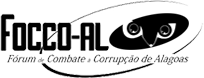 FOCCO-AL
Fórum de Combate à Corrupção de Alagoas